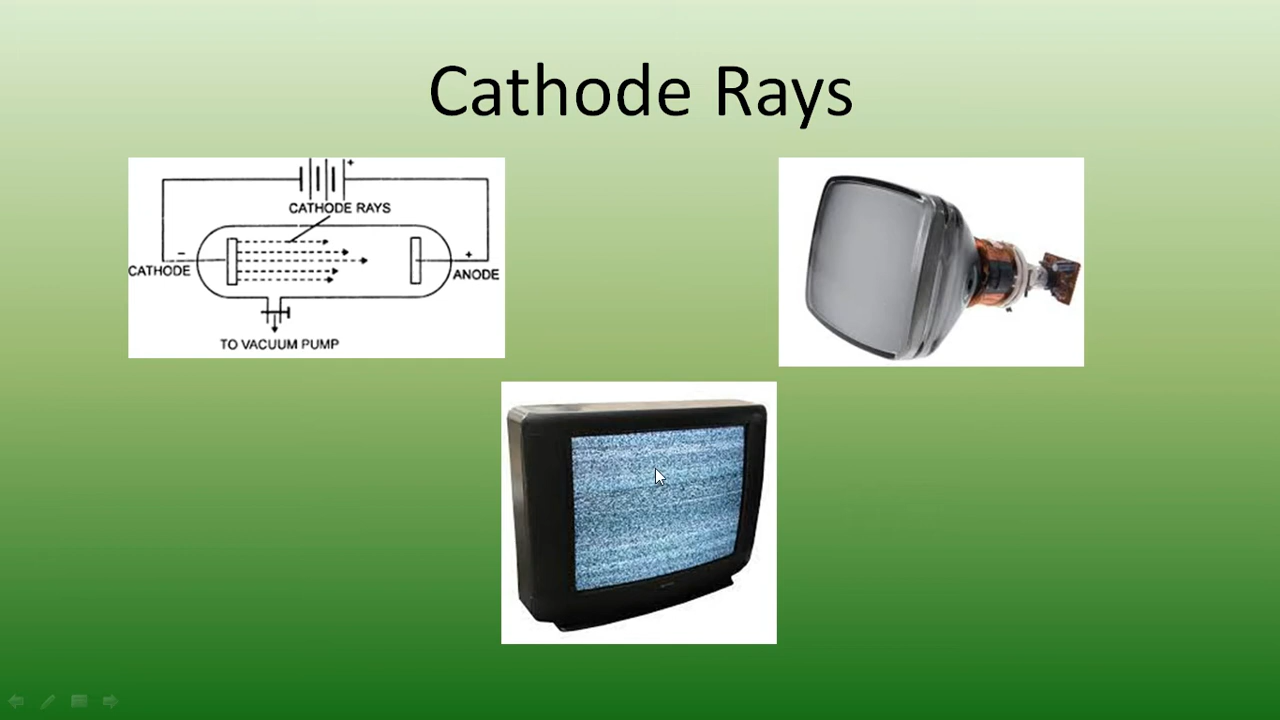 Cathode Rays
+
CATHODE RAYS
− +
CATHODE ANODE
TO VACUUM PUMP